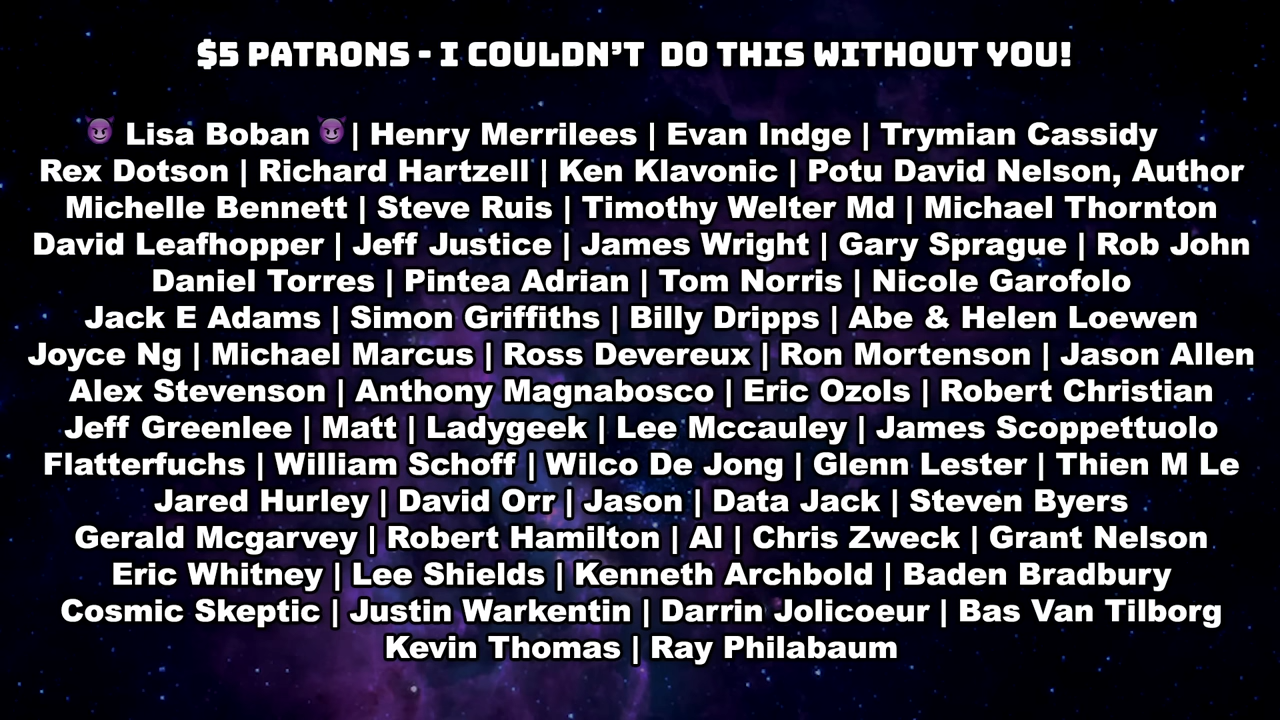 $5 PATRONS - I COULDN'T  DO THIS WITHOUT YOU!
😈 Lisa Boban 😈 | Henry Merrilees | Evan Indge | Trymian Cassidy
Rex Dotson | Richard Hartzell | Ken Klavonic | Potu David Nelson, Author
Michelle Bennett | Steve Ruis | Timothy Welter Md | Michael Thornton
David Leafhopper | Jeff Justice | James Wright | Gary Sprague | Rob John
Daniel Torres | Pintea Adrian | Tom Norris | Nicole Garofolo
Jack E Adams | Simon Griffiths | Billy Dripps | Abe & Helen Loewen
Joyce Ng | Michael Marcus | Ross Devereux | Ron Mortenson | Jason Allen
Alex Stevenson | Anthony Magnabosco | Eric Ozols | Robert Christian
Jeff Greenlee | Matt | Ladygeek | Lee Mccauley | James Scoppettuolo
Flatterfuchs | William Schoff | Wilco De Jong | Glenn Lester | Thien M Le
Jared Hurley | David Orr | Jason | Data Jack | Steven Byers
Gerald Mcgarvey | Robert Hamilton | Al | Chris Zweck | Grant Nelson
Eric Whitney | Lee Shields | Kenneth Archbold | Baden Bradbury
Cosmic Skeptic | Justin Warkentin | Darrin Jolicoeur | Bas Van Tilborg
Kevin Thomas | Ray Philabaum